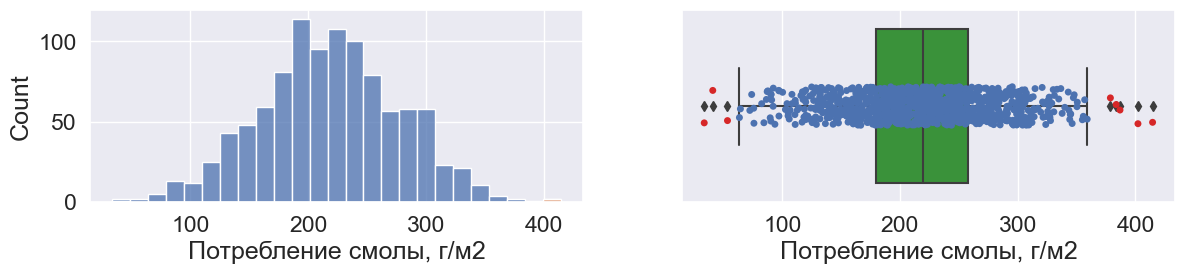 100
50
0
Count
100 200 300 400
Потребление смолы, г/м2
100 200 300 400
Потребление смолы, г/м2